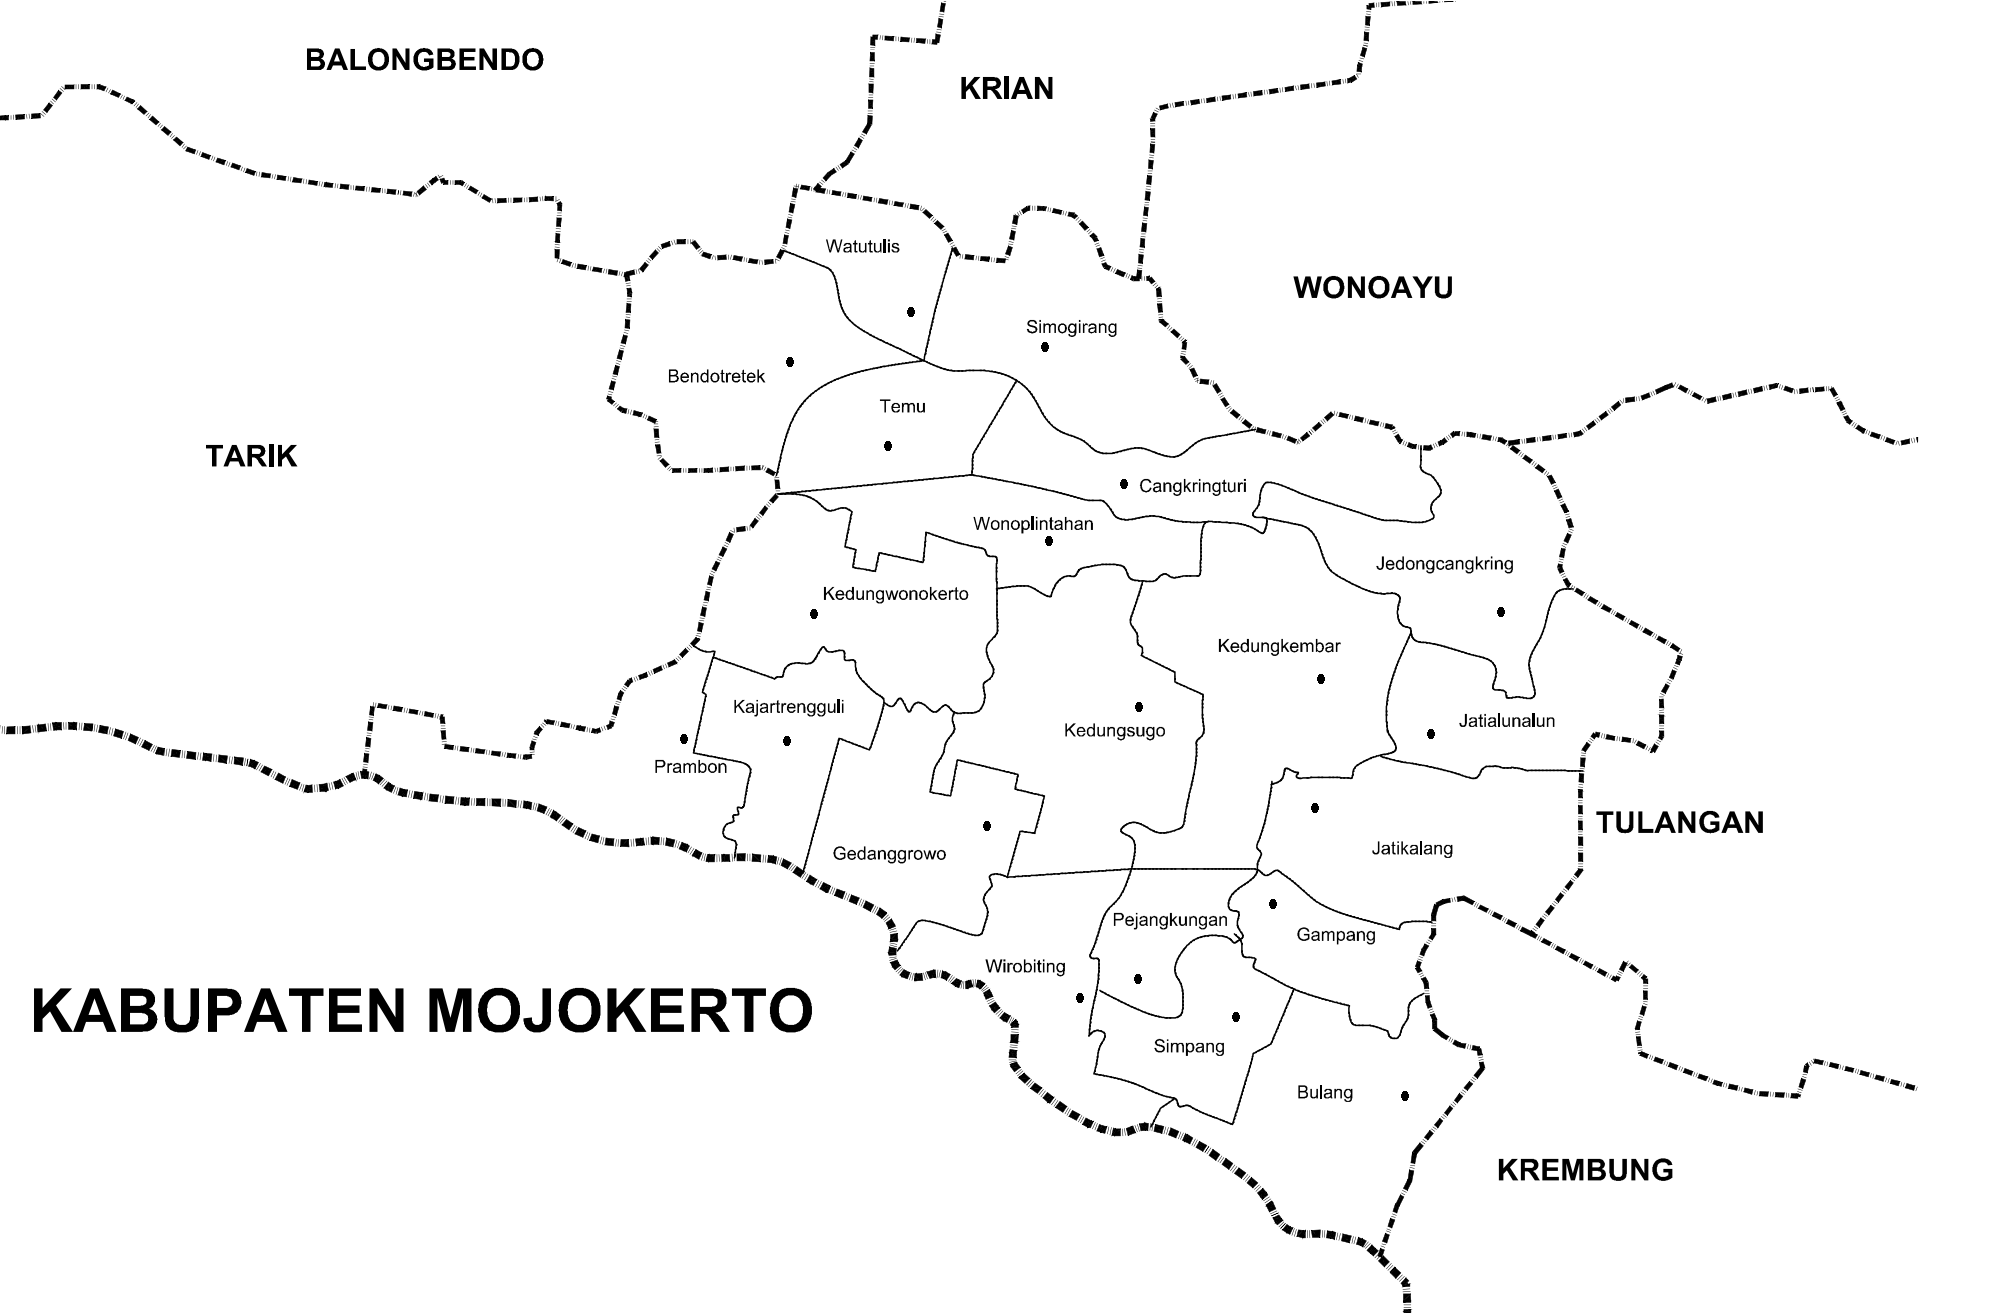 BALONGBENDO
KRIAN
Watutulis
WONOAYU
Simogirang
Bendotretek
Temu
TARIK
Cangkringturi
Wonoplintahan
Jedongcangkring
Kedungwonokerto
Kedungkembar
Kajartrengguli
Jatialunalun
Kedungsugo
Prambon
TULANGAN
Jatikalang
Gedanggrowo
Pejangkungan
Gampang
Wirobiting
KABUPATEN MOJOKERTO
Simpang
Bulang
KREMBUNG